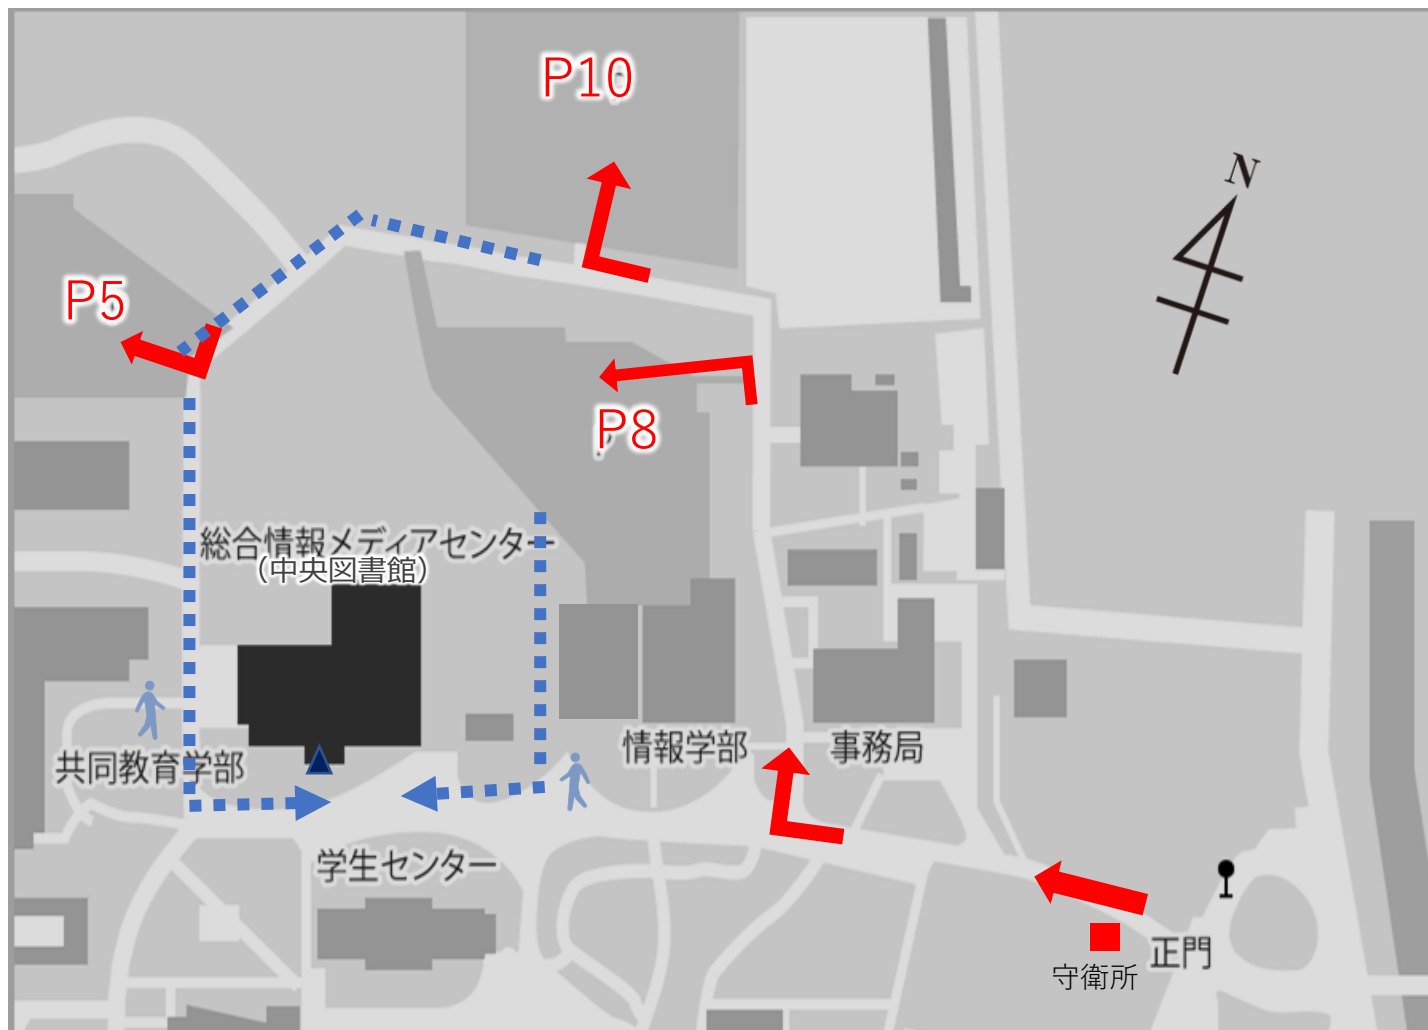 P10
N
P5
P8
総合情報メディアセンター
（中央図書館）
情報学部
事務局
共同教育学部
学生センター
正門
守衛所